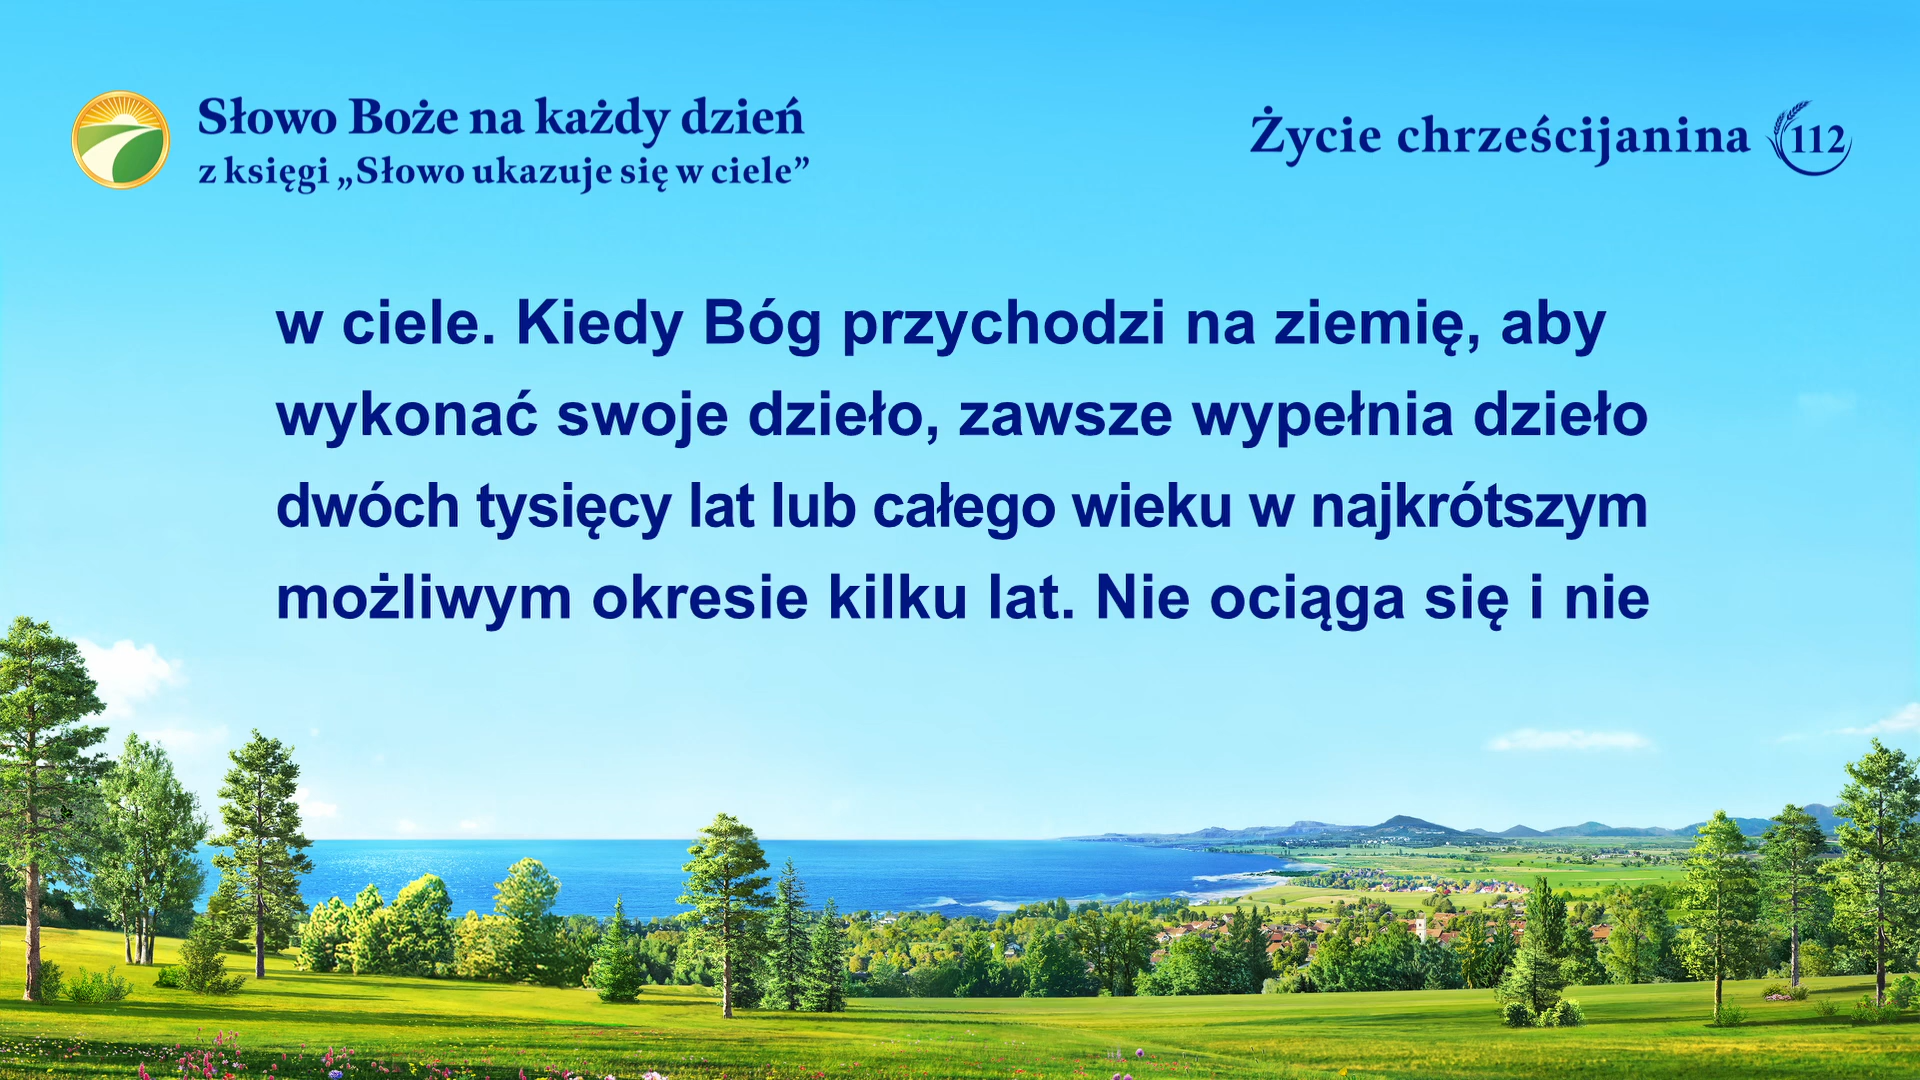 Słowo Boże na każdy dzień
z księgi „Słowo ukazuje się w ciele”
Życie chrześcijanina 112
w ciele. Kiedy Bóg przychodzi na ziemię, aby
wykonać swoje dzieło, zawsze wypełnia dzieło
dwóch tysięcy lat lub całego wieku w najkrótszym
możliwym okresie kilku lat. Nie ociąga się i nie